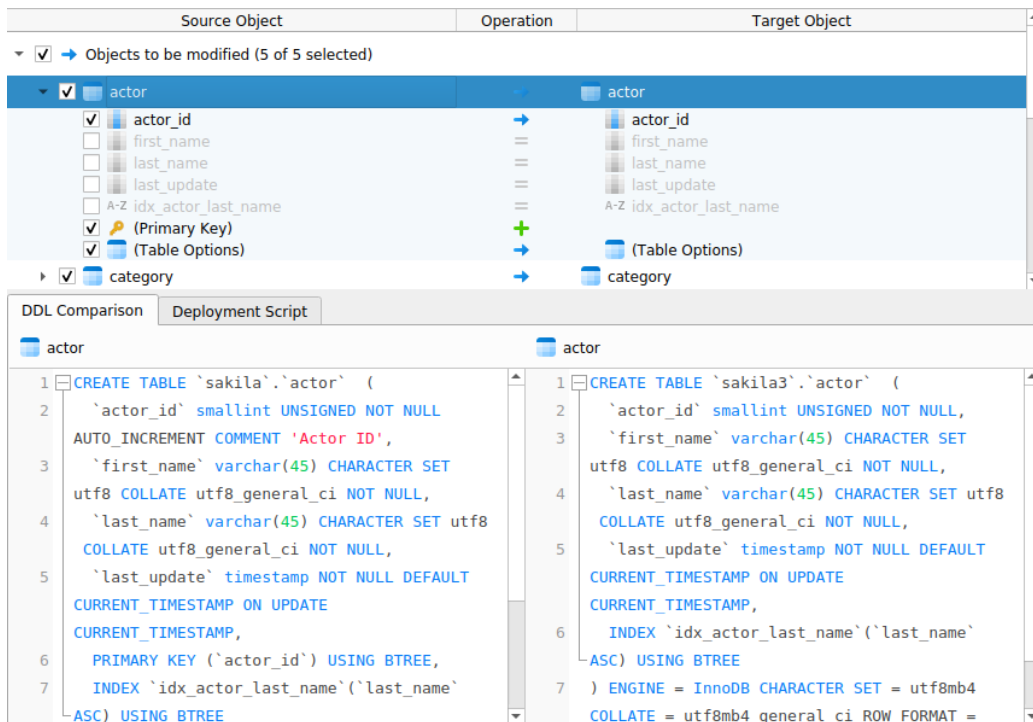 Source Object Operation Target Object
Objects to be modified (5 of 5 selected)
actor actor
actor_id actor_id
first_name = first_name
last_name = last_name
last_update = last_update
A-Z idx_actor_last_name = A-Z idx_actor_last_name
(Primary Key) +
(Table Options) (Table Options)
category category
DDL Comparison Deployment Script
actor
1 CREATE TABLE `sakila`.`actor` (
2 `actor_id` smallint UNSIGNED NOT NULL
AUTO_INCREMENT COMMENT 'Actor ID',
3 `first_name` varchar(45) CHARACTER SET
utf8 COLLATE utf8_general_ci NOT NULL,
4 `last_name` varchar(45) CHARACTER SET utf8
COLLATE utf8_general_ci NOT NULL,
5 `last_update` timestamp NOT NULL DEFAULT
CURRENT_TIMESTAMP ON UPDATE
CURRENT_TIMESTAMP,
6 PRIMARY KEY (`actor_id`) USING BTREE,
7 INDEX `idx_actor_last_name`(`last_name`
ASC) USING BTREE
actor
1 CREATE TABLE `sakila3`.`actor` (
2 `actor_id` smallint UNSIGNED NOT NULL,
3 `first_name` varchar(45) CHARACTER SET
utf8 COLLATE utf8_general_ci NOT NULL,
4 `last_name` varchar(45) CHARACTER SET utf8
COLLATE utf8_general_ci NOT NULL,
5 `last_update` timestamp NOT NULL DEFAULT
CURRENT_TIMESTAMP ON UPDATE
CURRENT_TIMESTAMP,
6 INDEX `idx_actor_last_name`(`last_name`
ASC) USING BTREE
7 ) ENGINE = InnoDB CHARACTER SET = utf8mb4
COLLATE = utf8mb4_general_ci ROW_FORMAT =